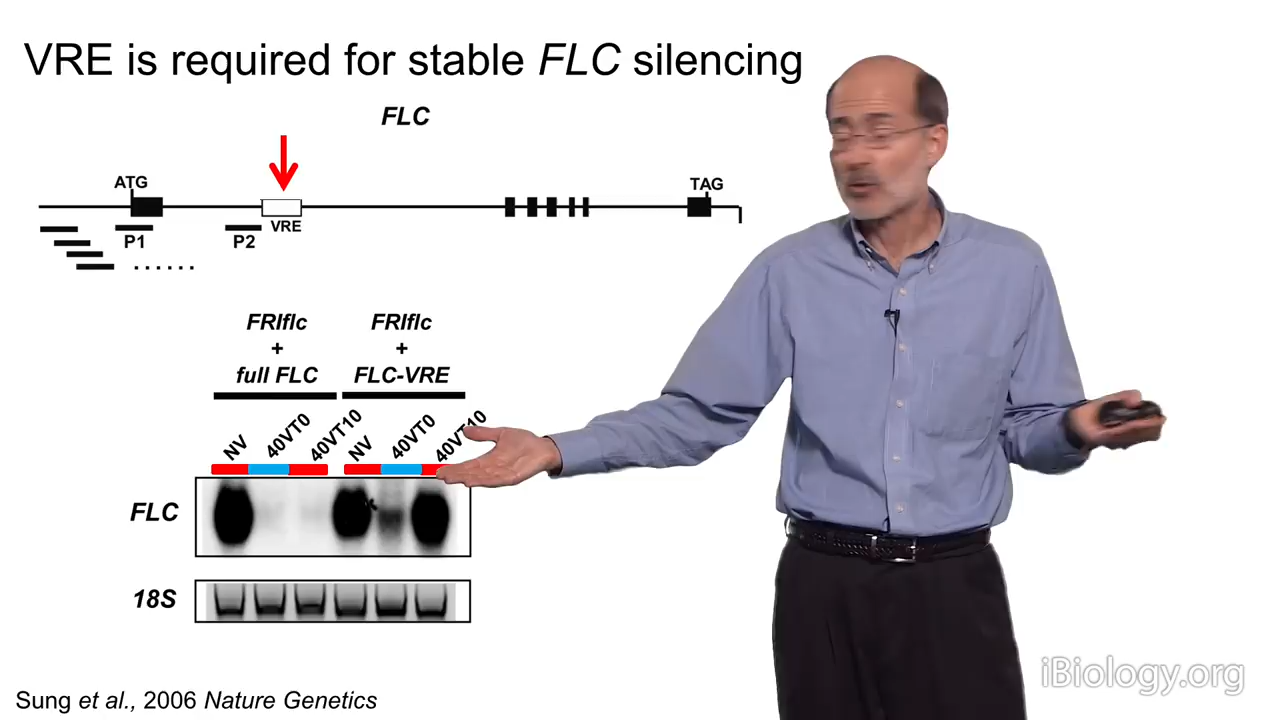 VRE is required for stable FLC silencing
FLC
ATG
TAG
VRE
P1
P2
......
FRIflc
+
full FLC
FRIflc
+
FLC-VRE
NV
40VT0
40VT10
NV
40VT0
40VT10
FLC
18S
iBiology.org
Sung et al., 2006 Nature Genetics